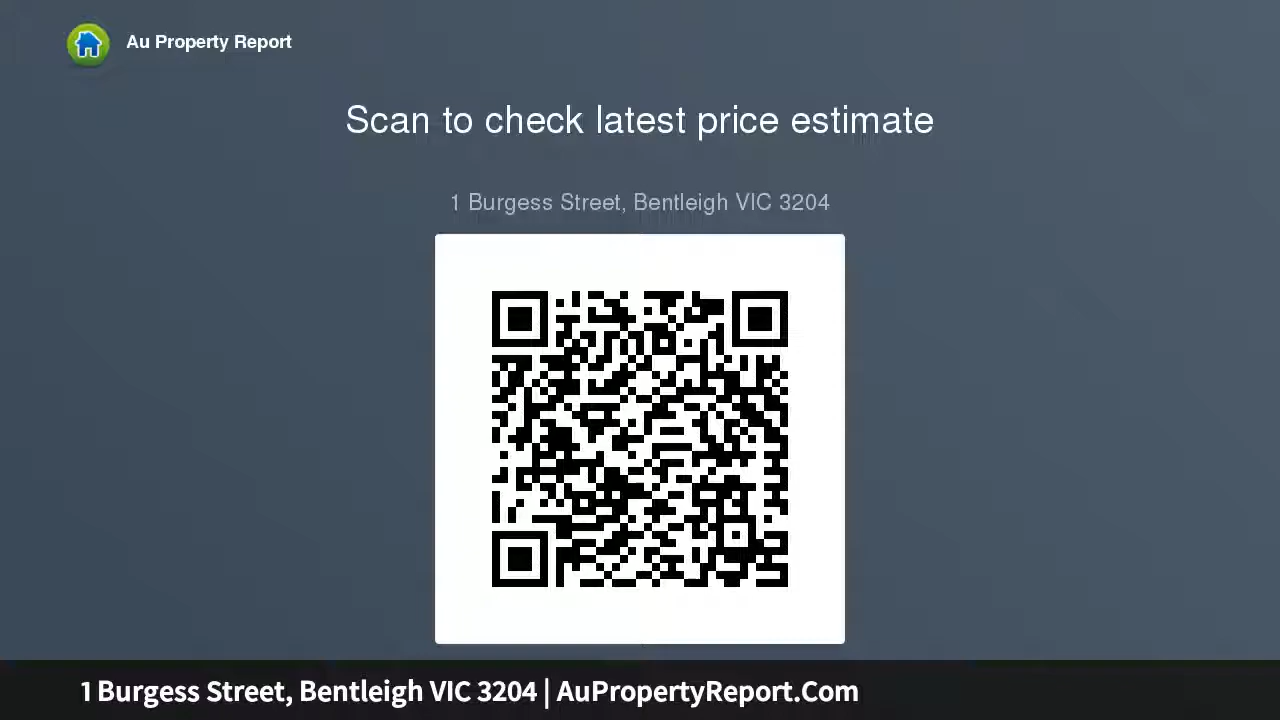 Au Property Report
Scan to check latest price estimate
1 Burgess Street, Bentleigh VIC 3204
1 Burgess Street, Bentleigh VIC 3204 | AuPropertyReport.Com